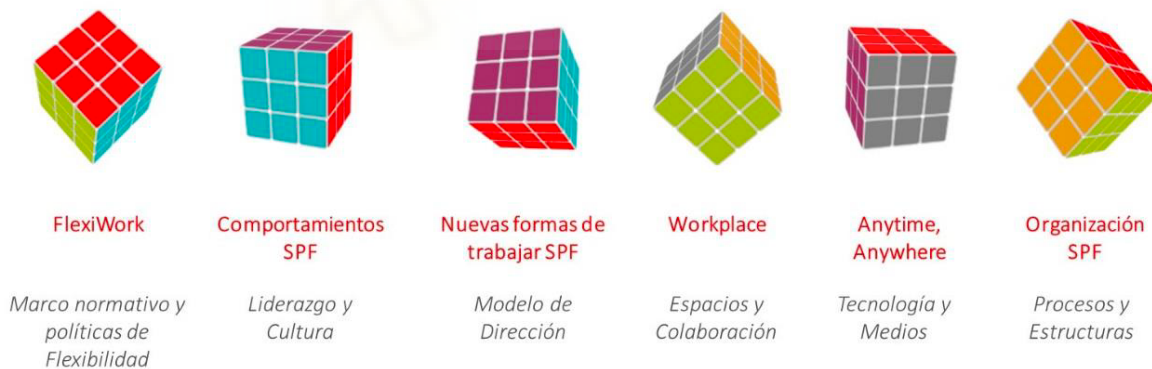 FlexiWork
Marco normativo y
políticas de
Flexibilidad
Comportamientos
SPF
Liderazgo y
Cultura
Nuevas formas de
trabajar SPF
Modelo de
Dirección
Workplace
Espacios y
Colaboración
Anytime,
Anywhere
Tecnología y
Medios
Organización
SPF
Procesos y
Estructuras